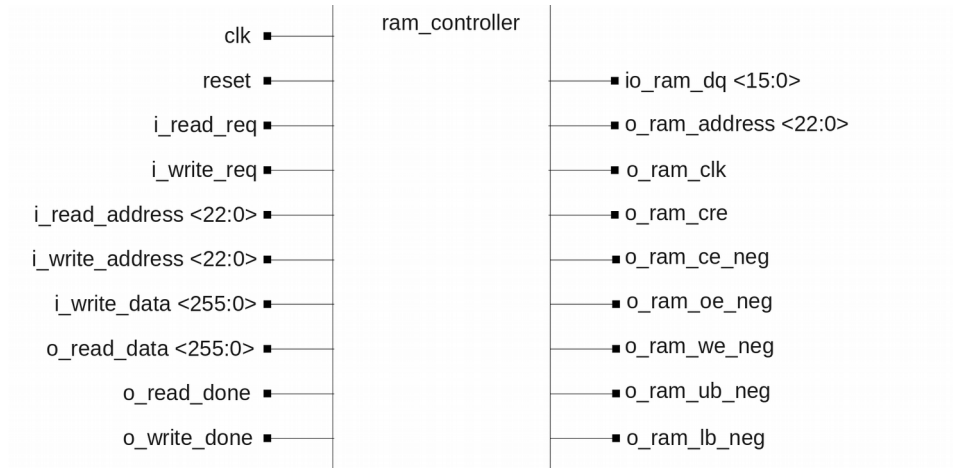 ram_controller
clk
reset
i_read_req
i_write_req
i_read_address <22:0>
i_write_address <22:0>
i_write_data <255:0>
o_read_data <255:0>
o_read_done
o_write_done
io_ram_dq <15:0>
o_ram_address <22:0>
o_ram_clk
o_ram_cre
o_ram_ce_neg
o_ram_oe_neg
o_ram_we_neg
o_ram_ub_neg
o_ram_lb_neg